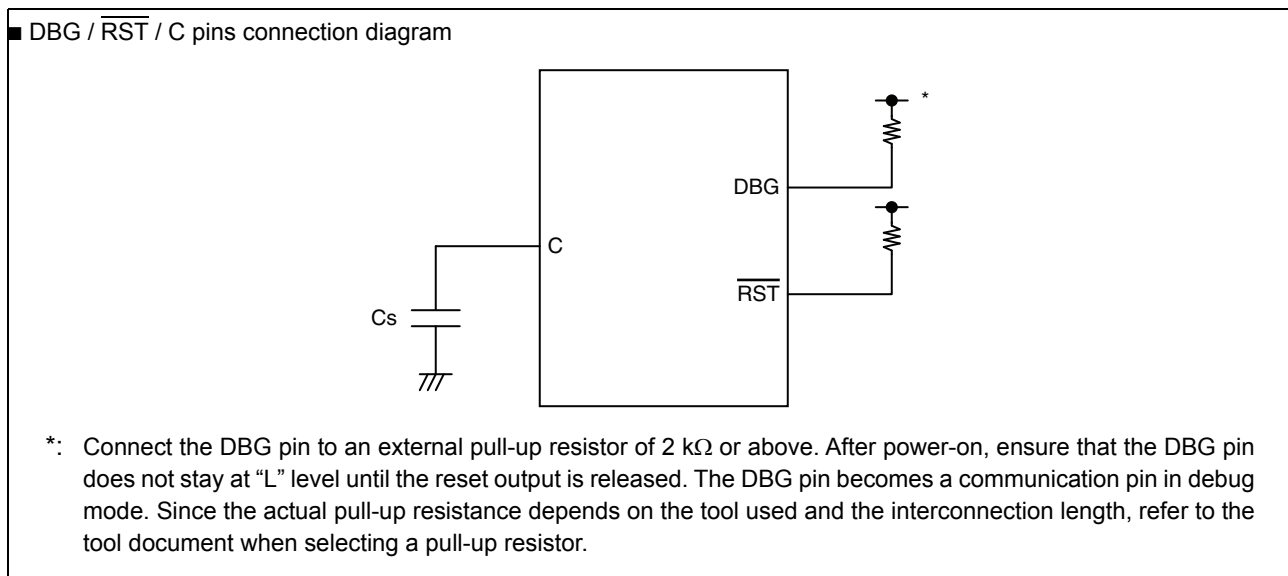 ■ DBG / R̅S̅T̅ / C pins connection diagram
*
DBG
C
R̅S̅T̅
Cs
*: Connect the DBG pin to an external pull-up resistor of 2 kΩ or above. After power-on, ensure that the DBG pin
does not stay at “L” level until the reset output is released. The DBG pin becomes a communication pin in debug
mode. Since the actual pull-up resistance depends on the tool used and the interconnection length, refer to the
tool document when selecting a pull-up resistor.